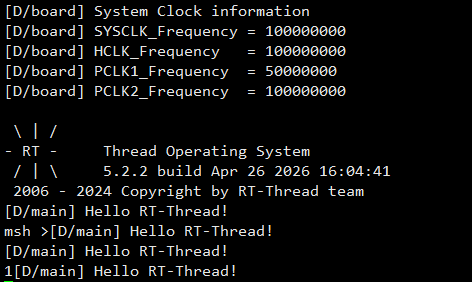 [D/board] System Clock information
[D/board] SYSCLK_Frequency = 100000000
[D/board] HCLK_Frequency   = 100000000
[D/board] PCLK1_Frequency  = 50000000
[D/board] PCLK2_Frequency  = 100000000

 \ | /
- RT -     Thread Operating System
 / | \     5.2.2 build Apr 26 2026 16:04:41
 2006 - 2024 Copyright by RT-Thread team
[D/main] Hello RT-Thread!
msh >[D/main] Hello RT-Thread!
[D/main] Hello RT-Thread!
1[D/main] Hello RT-Thread!